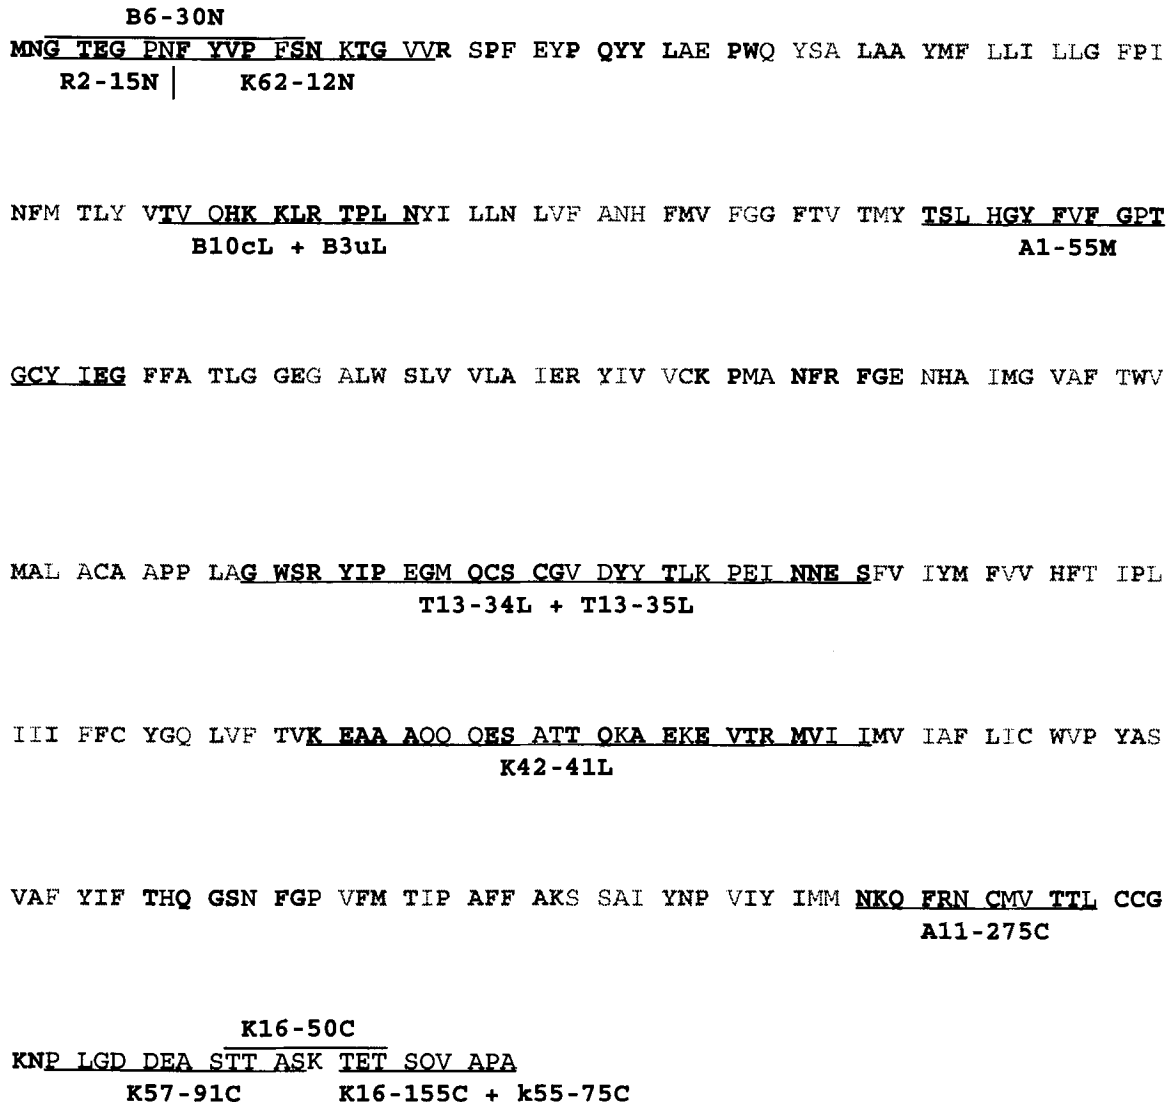 B6-30N
MNG TEG PNF YVP FSN KTG VVR SPF EYP QYY LAE PWQ YSA LAA YMF LLI LLG FPI
R2-15N | K62-12N
NFM TLY VTV QHK KLR TPL NYI LLN LVF ANH FMV FGG FTV TMY TSL HGY FVF GPT
B10cL + B3uL A1-55M
GCY IEG FFA TLG GEG ALW SLV VLA IER YIV VCK PMA NFR FGE NHA IMG VAF TWV
MAL ACA APP LAG WSR YIP EGM QCS CGV DYY TLK PEI NNE SFV IYM FVV HFT IPL
T13-34L + T13-35L
III FFC YGQ LVF TVK EAA AQQ QES ATT QKA EKE VTR MVI IMV IAF LIC WVP YAS
K42-41L
VAF YIF THQ GSN FGP VFM TIP AFF AKS SAI YNP VIY IMM NKQ FRN CMV TTL CCG
A11-275C
K16-50C
KNP LGD DEA STT ASK TET SQV APA
K57-91C K16-155C + k55-75C